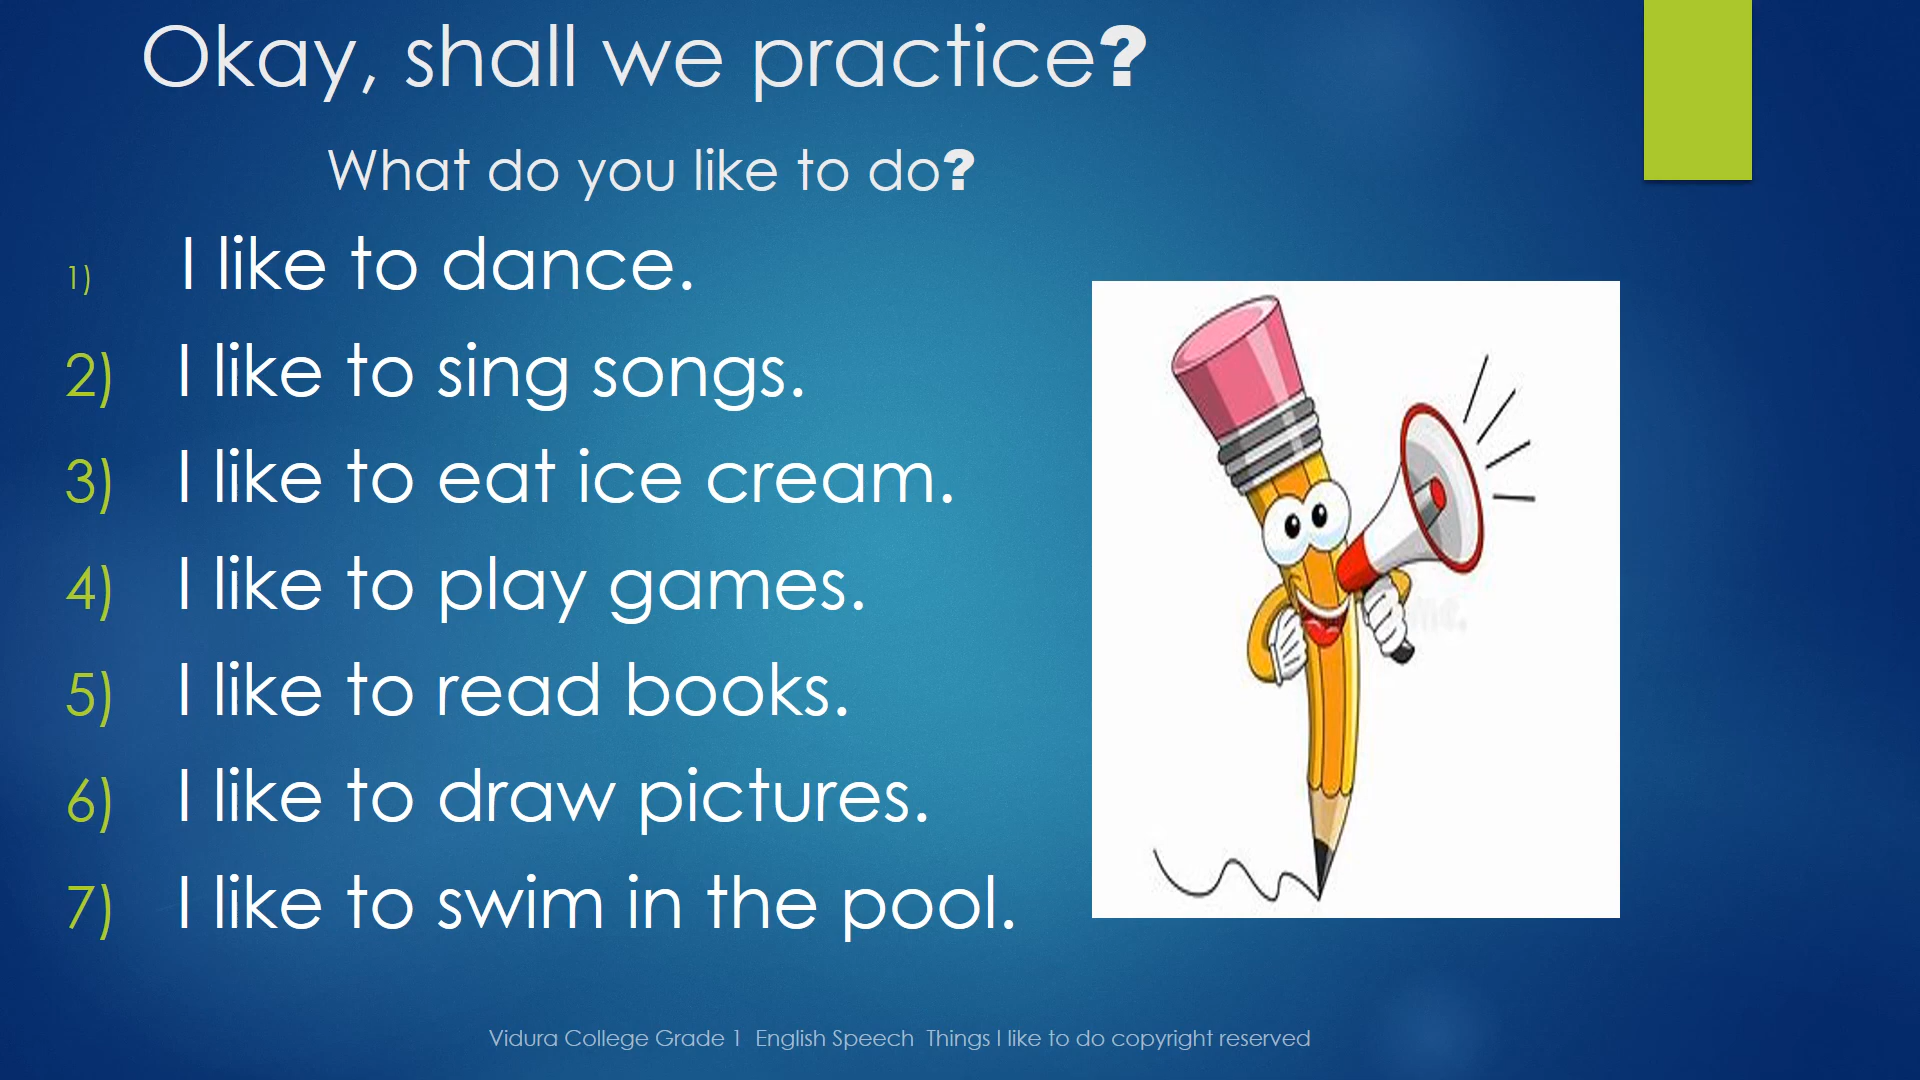 Okay, shall we practice?
What do you like to do?
1) I like to dance.
2) I like to sing songs.
3) I like to eat ice cream.
4) I like to play games.
5) I like to read books.
6) I like to draw pictures.
7) I like to swim in the pool.
Vidura College Grade 1 English Speech Things I like to do copyright reserved